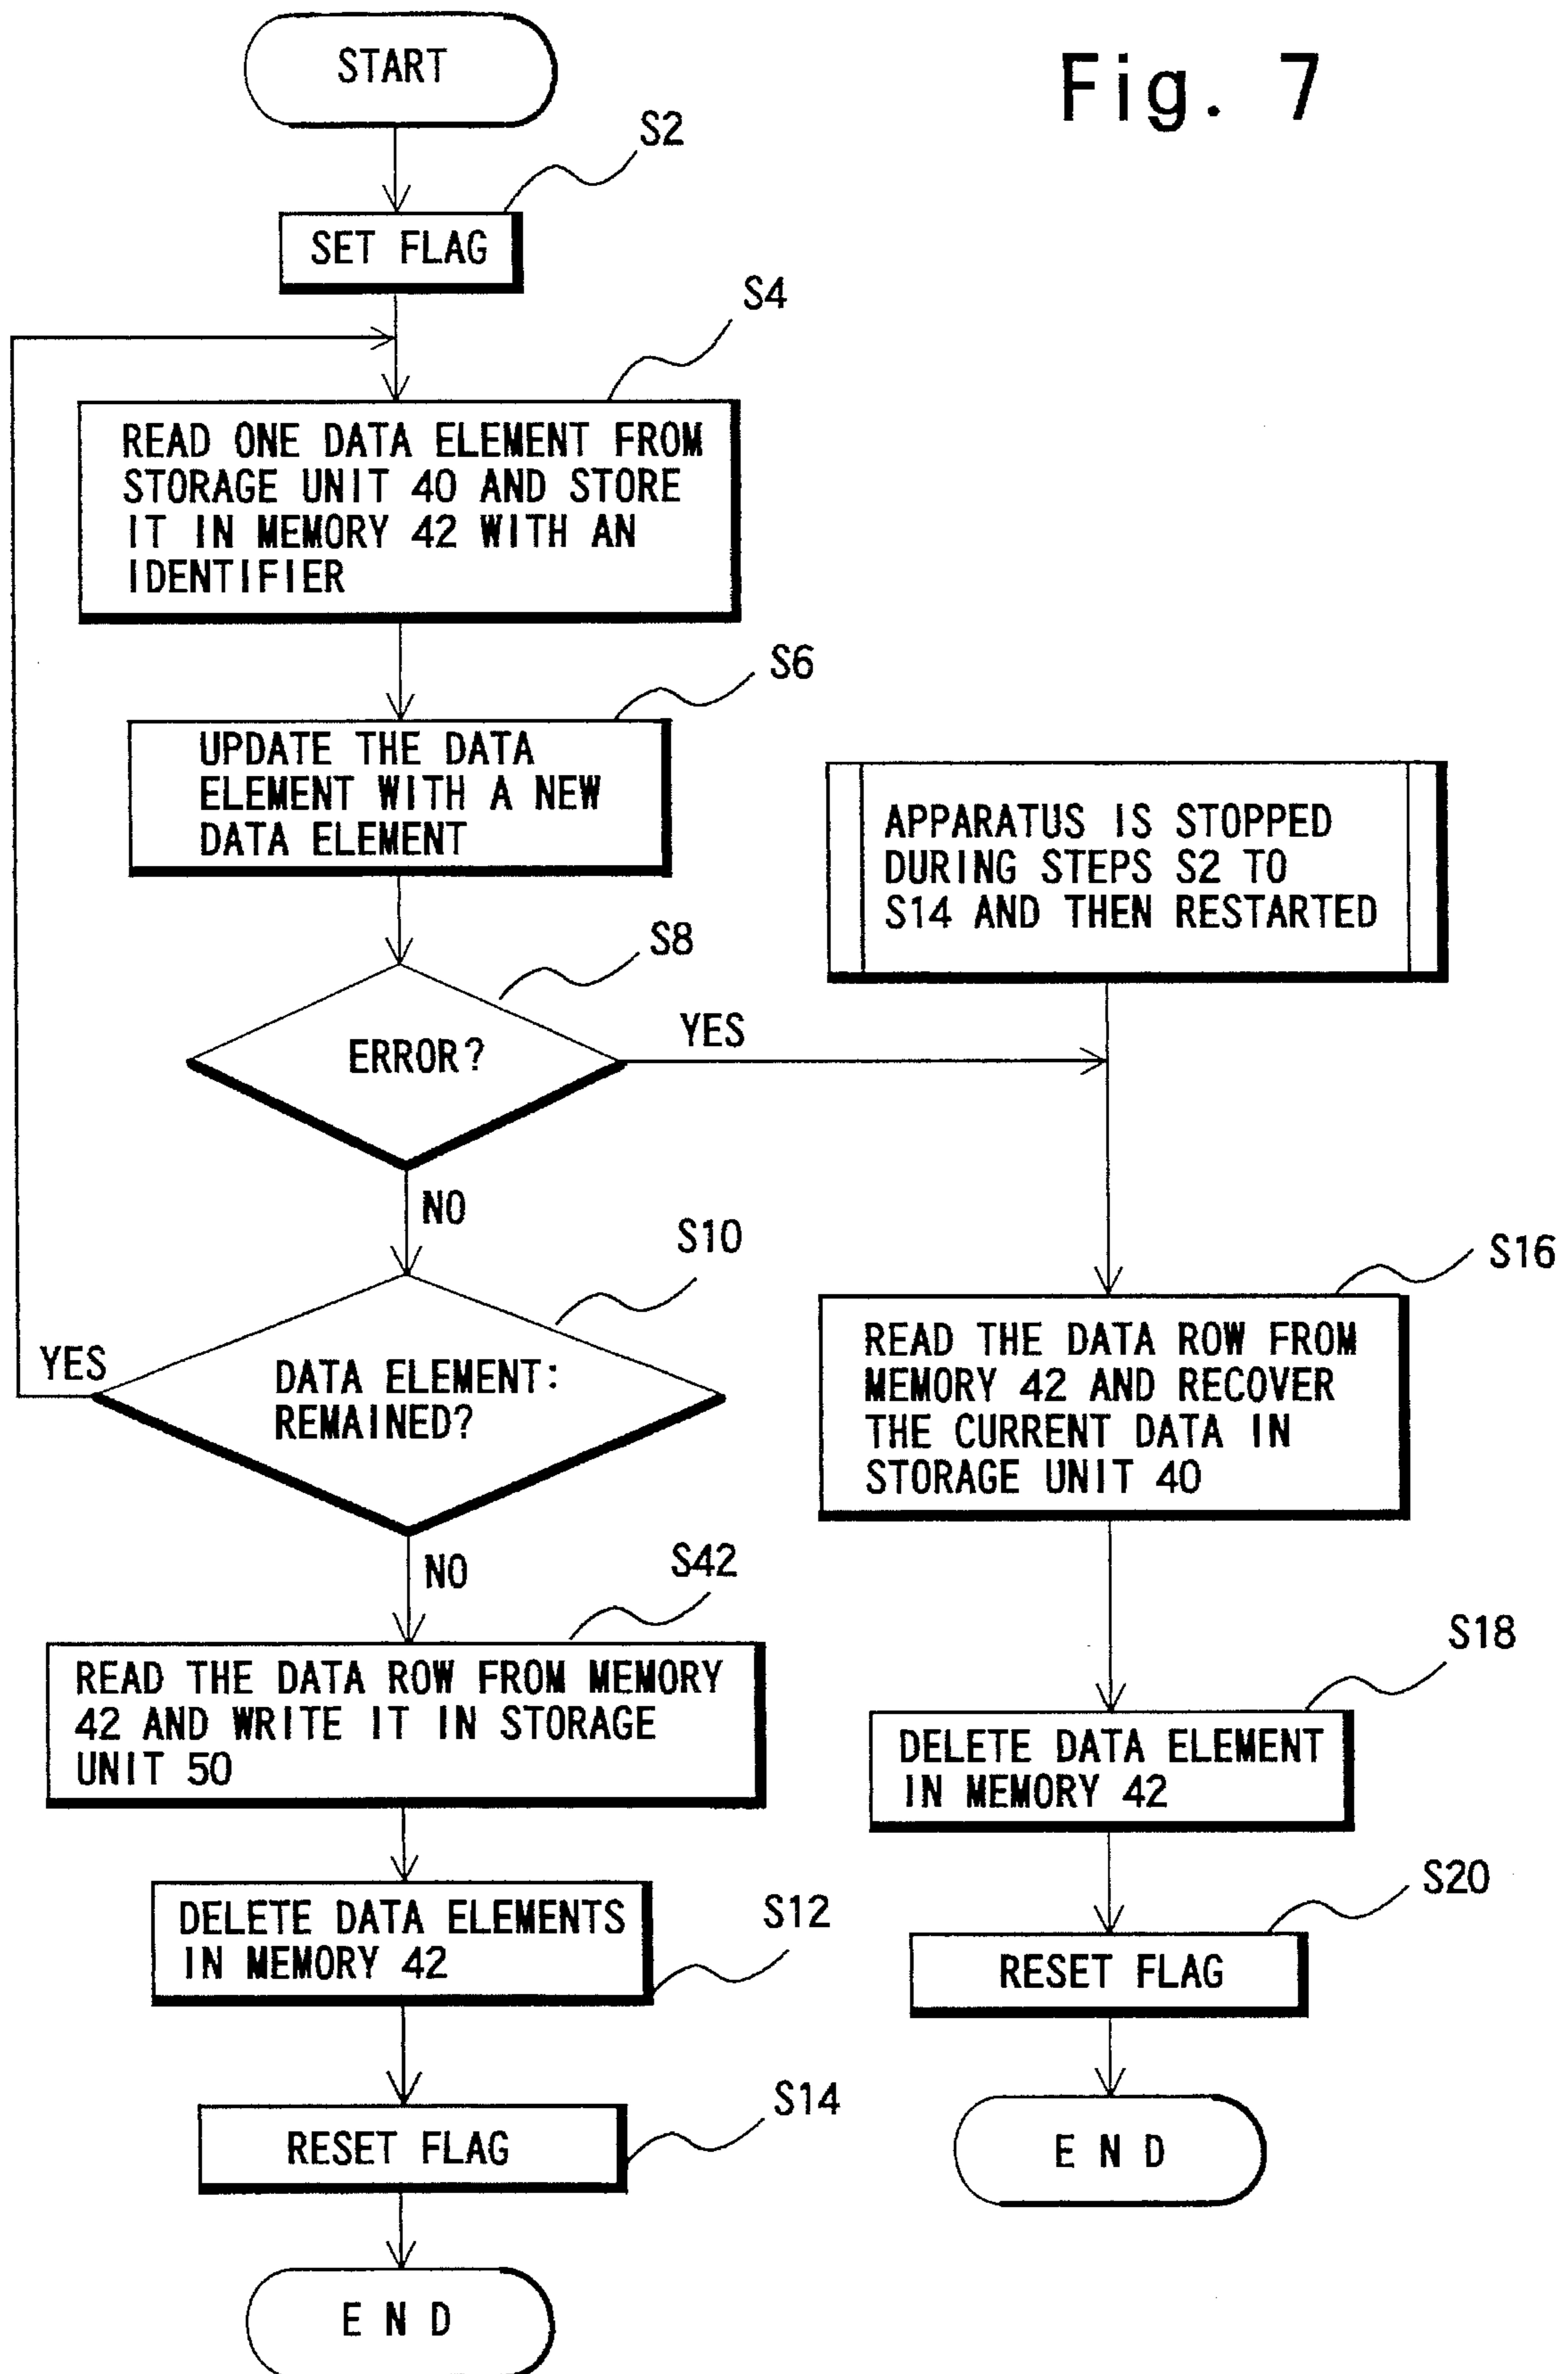 Fig. 7
START
S2
SET FLAG
S4
READ ONE DATA ELEMENT FROM
STORAGE UNIT 40 AND STORE
IT IN MEMORY 42 WITH AN
IDENTIFIER
S6
UPDATE THE DATA
ELEMENT WITH A NEW
DATA ELEMENT
APPARATUS IS STOPPED
DURING STEPS S2 TO
S14 AND THEN RESTARTED
S8
ERROR?
YES
NO
S10
DATA ELEMENT:
REMAINED?
YES
NO
S42
READ THE DATA ROW FROM MEMORY
42 AND WRITE IT IN STORAGE
UNIT 50
S12
DELETE DATA ELEMENTS
IN MEMORY 42
S14
RESET FLAG
E N D
S16
READ THE DATA ROW FROM
MEMORY 42 AND RECOVER
THE CURRENT DATA IN
STORAGE UNIT 40
S18
DELETE DATA ELEMENT
IN MEMORY 42
S20
RESET FLAG
E N D